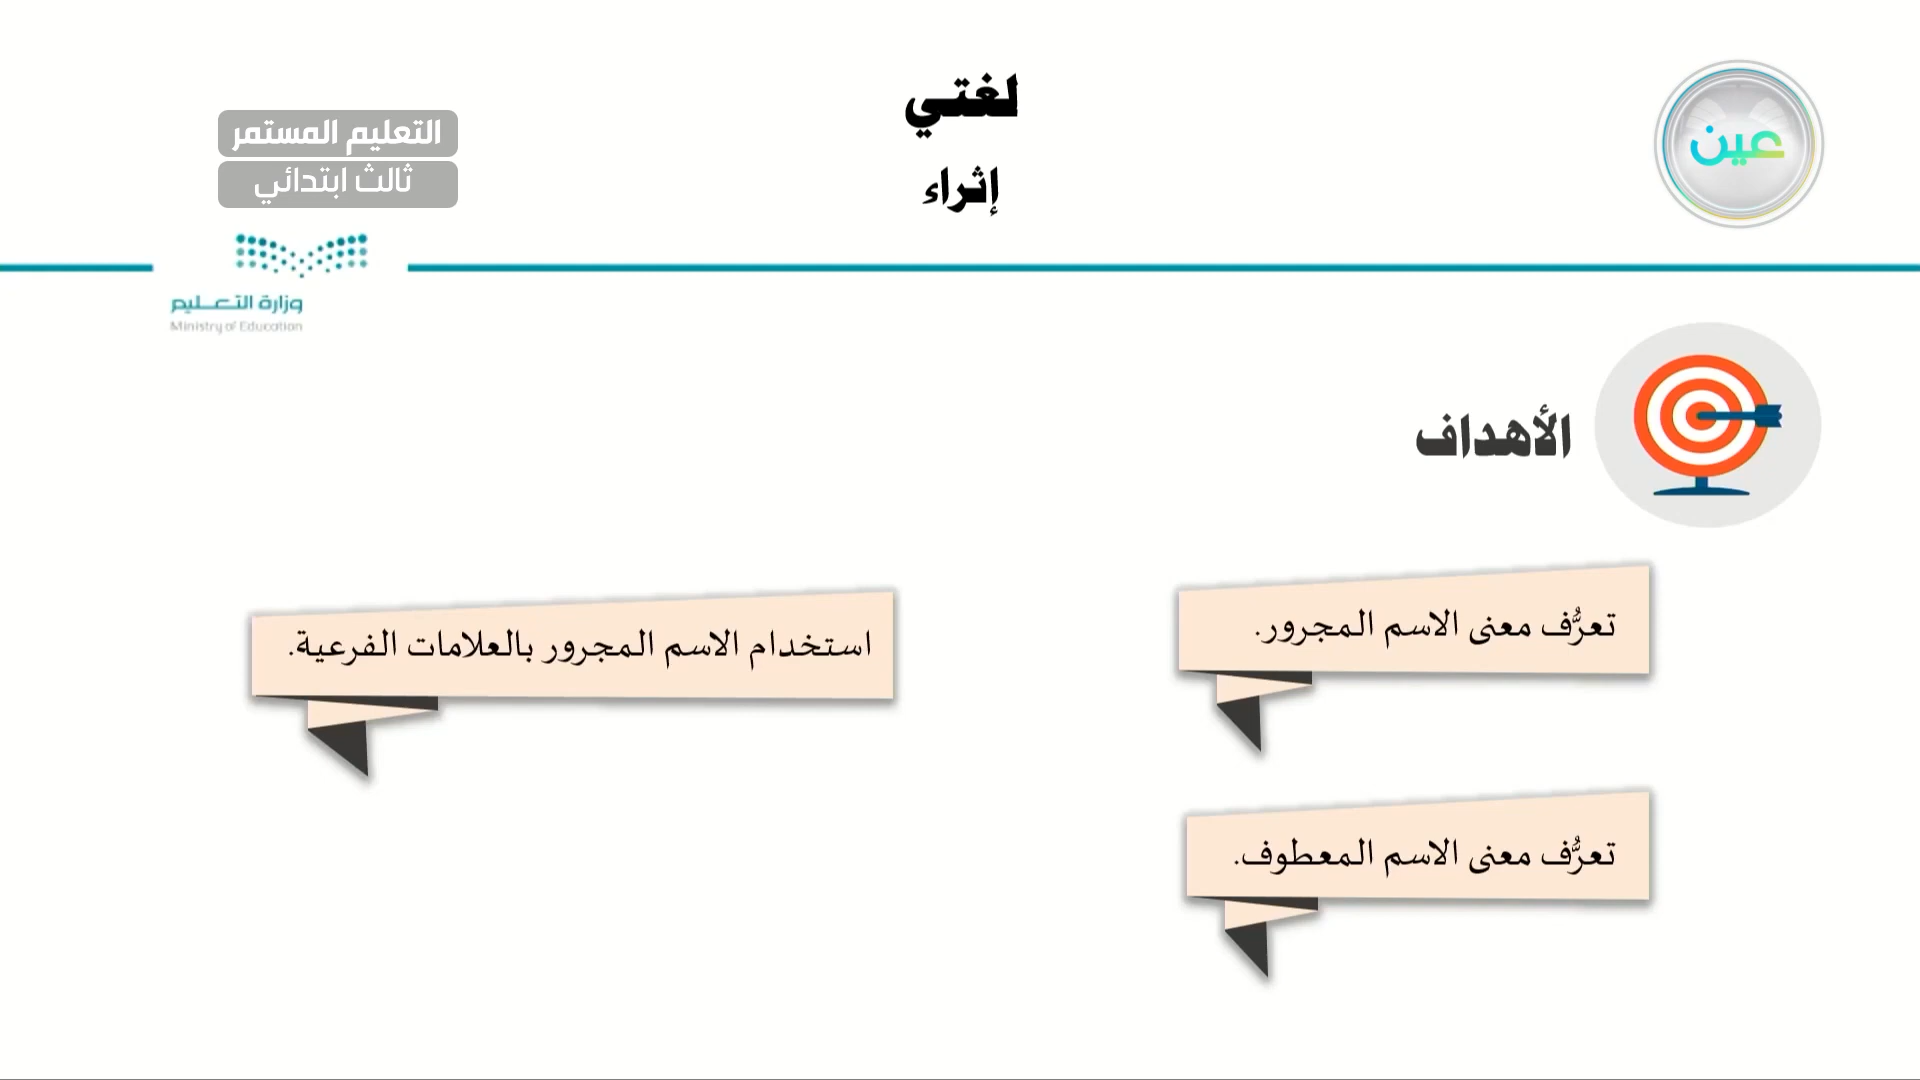 لغتي
إثراء
عين
التعليم المستمر
ثالث ابتدائي
وزارة التعليم
Ministry of Education
الأهداف
تعرُّف معنى الاسم المجرور.
استخدام الاسم المجرور بالعلامات الفرعية.
تعرُّف معنى الاسم المعطوف.